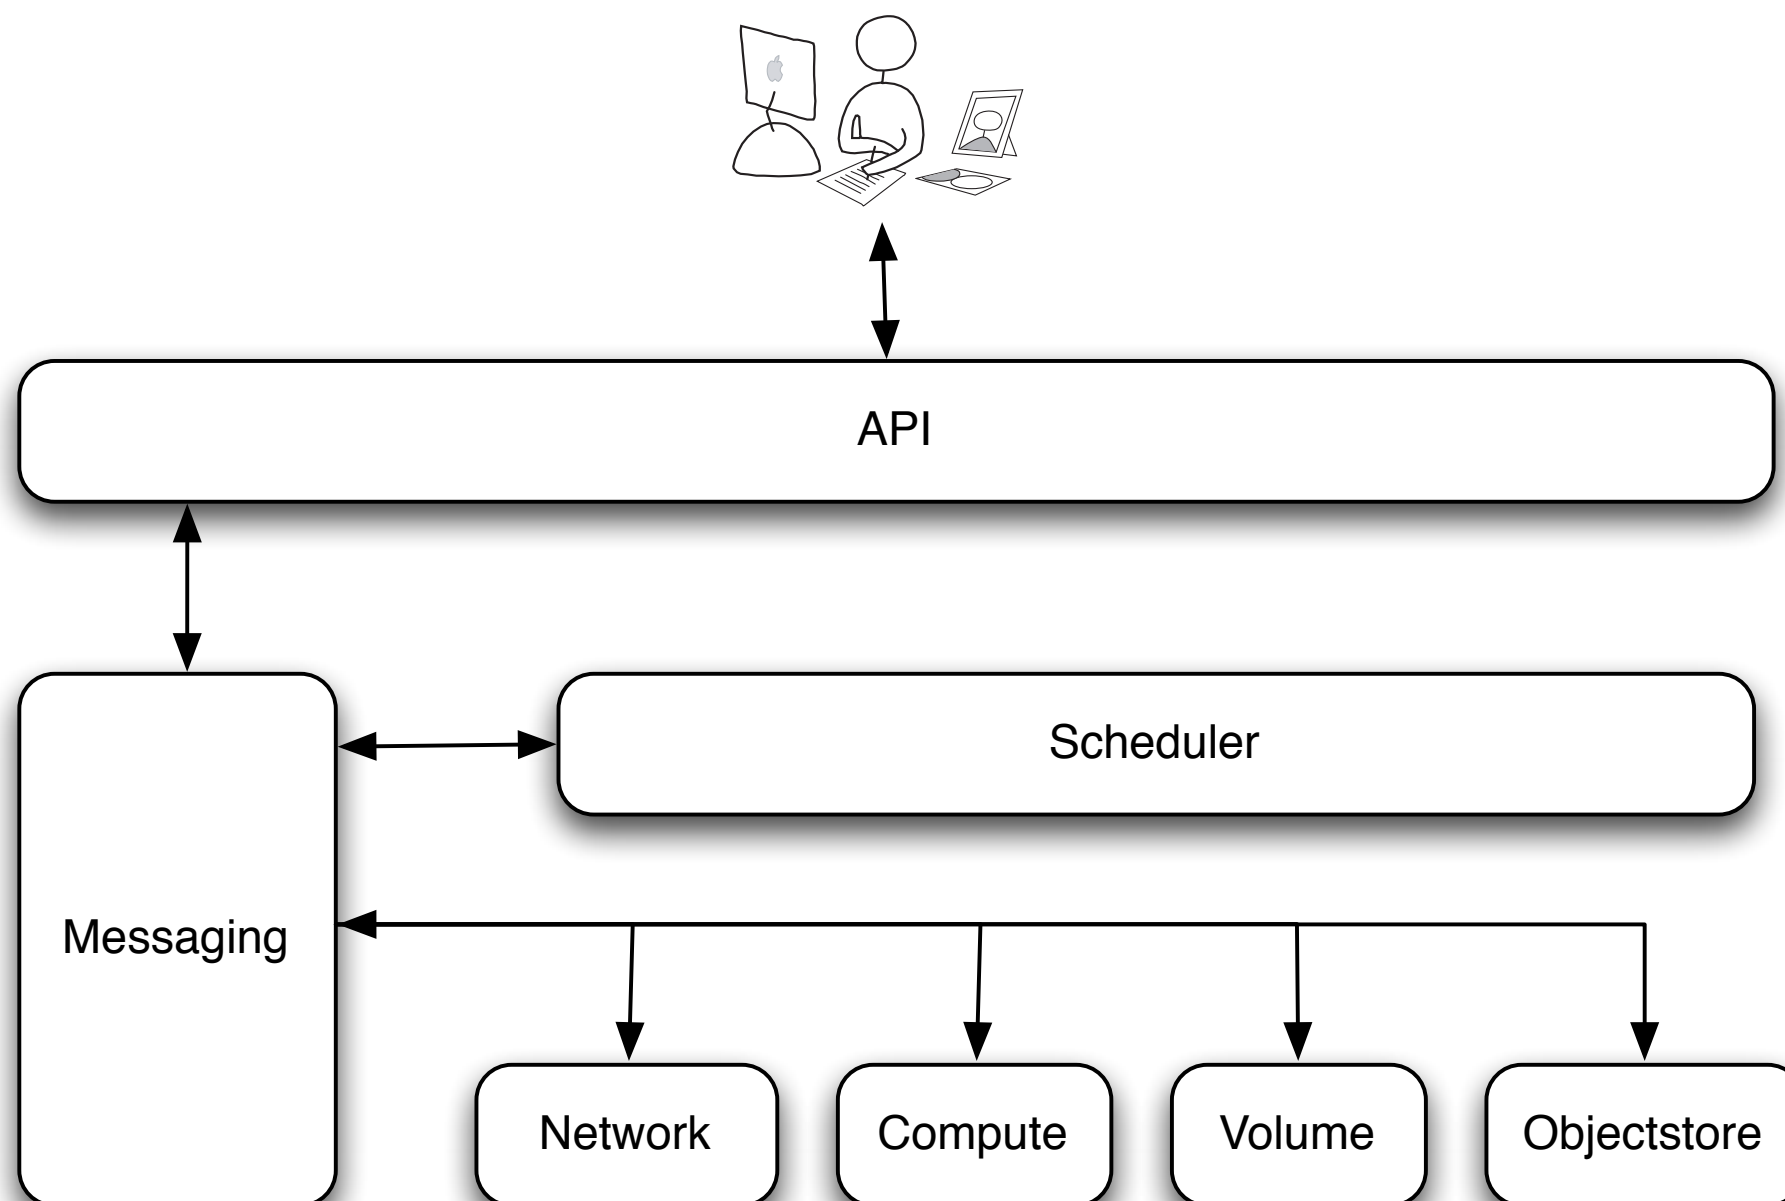 API
Scheduler
Messaging
Network
Compute
Volume
Objectstore